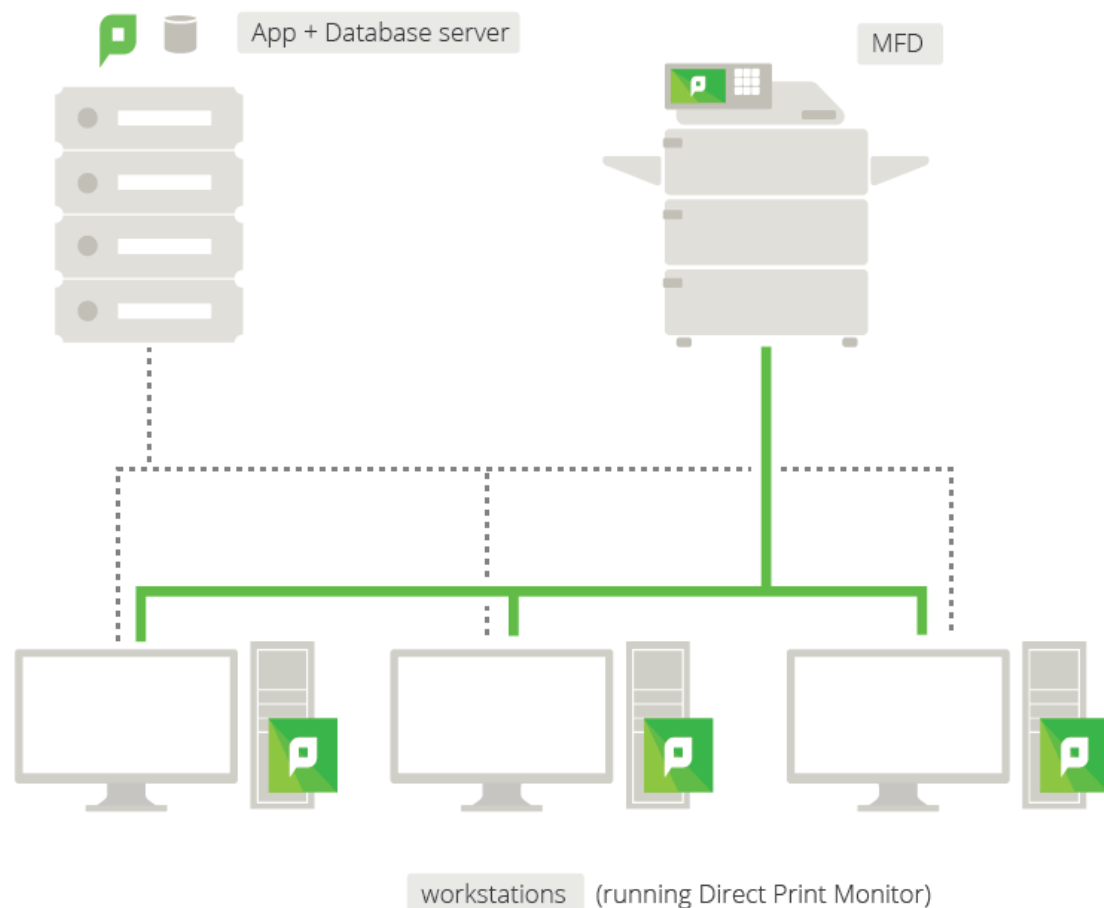 App + Database server
MFD
workstations (running Direct Print Monitor)